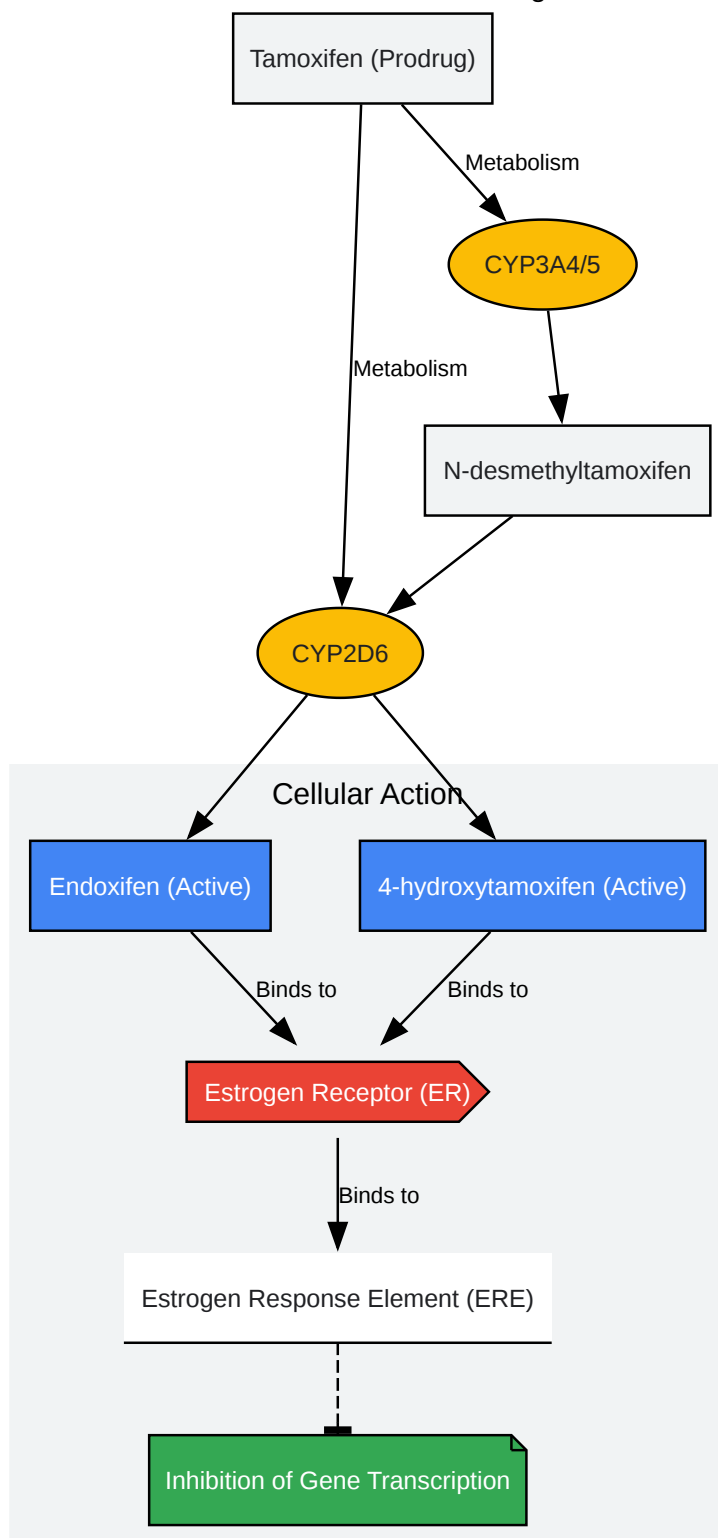 Tamoxifen (Prodrug)
Metabolism
CYP3A4/5
Metabolism
N-desmethyltamoxifen
CYP2D6
Cellular Action
Endoxifen (Active)
4-hydroxytamoxifen (Active)
Binds to
Binds to
Estrogen Receptor (ER)
Binds to
Estrogen Response Element (ERE)
Inhibition of Gene Transcription